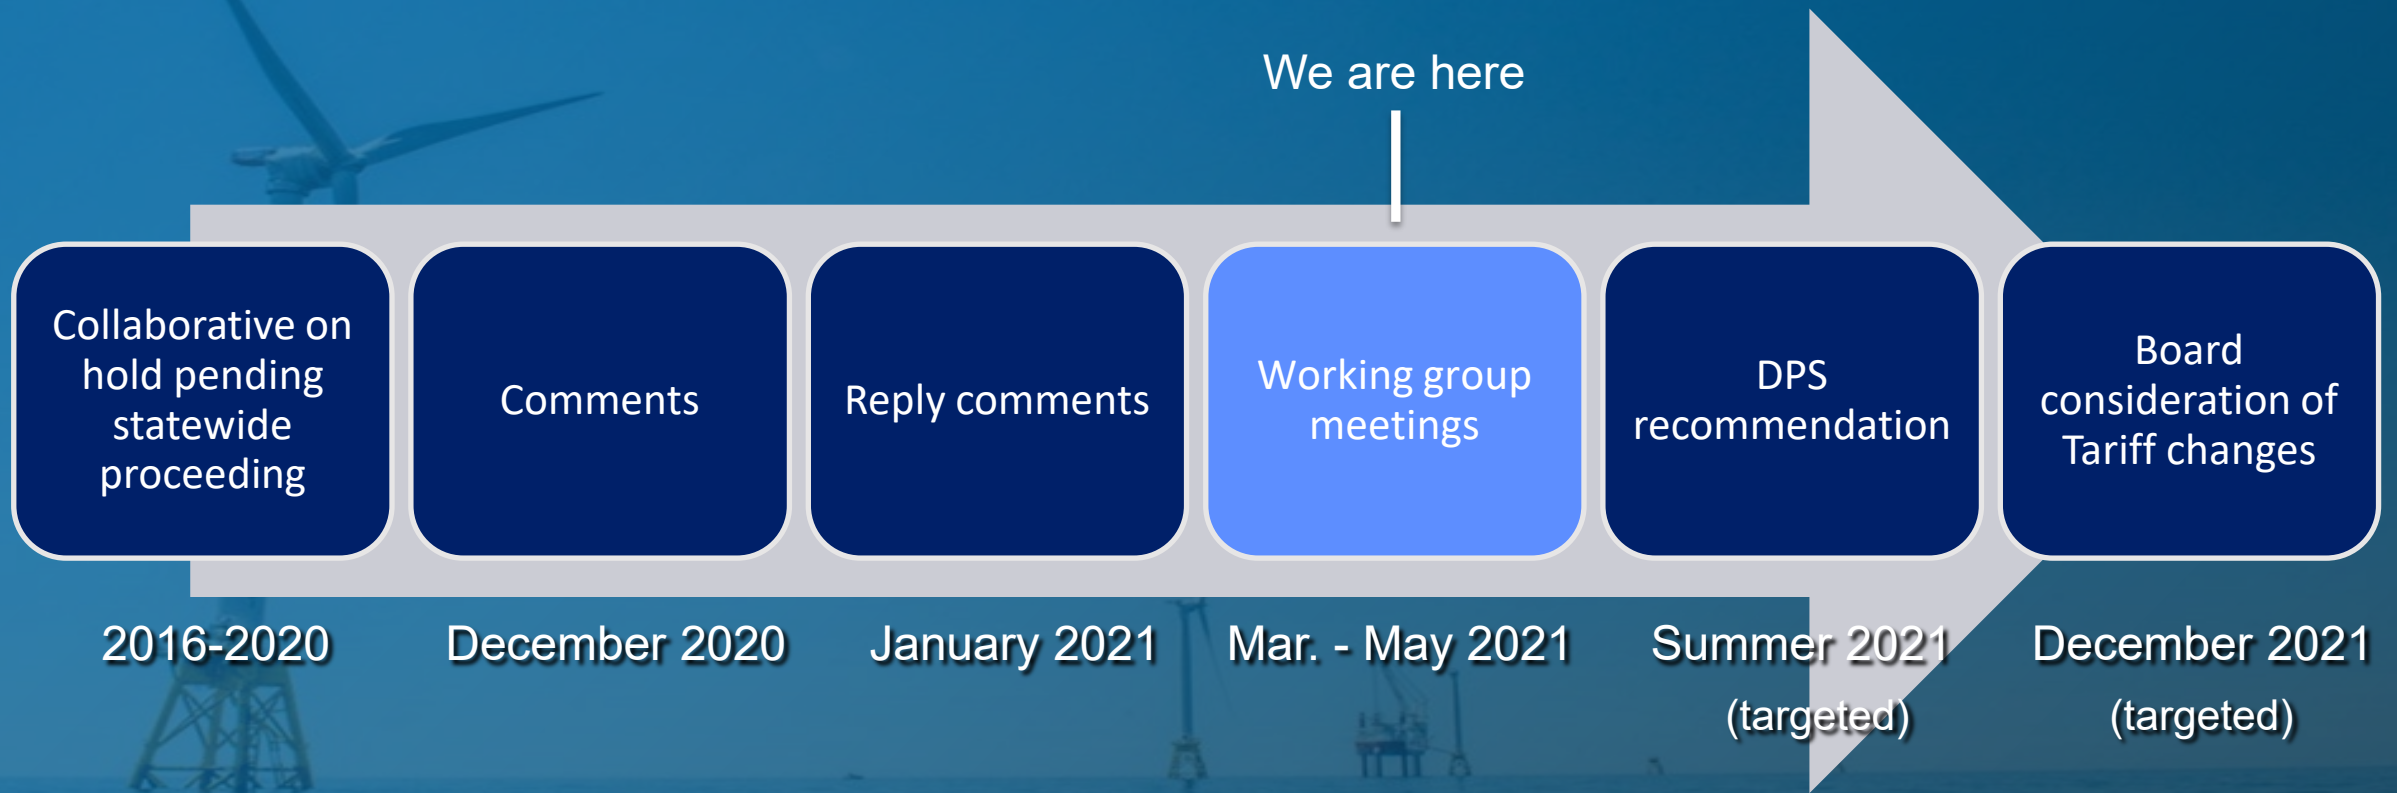 We are here
Collaborative on
hold pending
statewide
proceeding
Comments
Reply comments
Working group
meetings
DPS
recommendation
Board
consideration of
Tariff changes
2016-2020
December 2020
January 2021
Mar. - May 2021
Summer 2021
(targeted)
December 2021
(targeted)